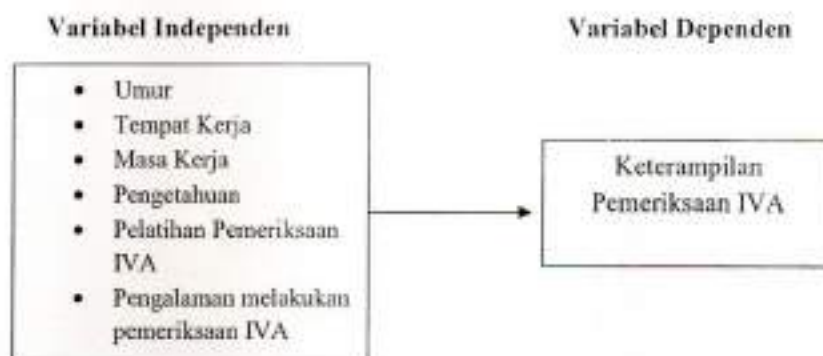 Variabel Independen
Variabel Dependen
• Umur
• Tempat Kerja
• Masa Kerja
• Pengetahuan
• Pelatihan Pemeriksaan
IVA
• Pengalaman melakukan
pemeriksaan IVA
Keterampilan
Pemeriksaan IVA